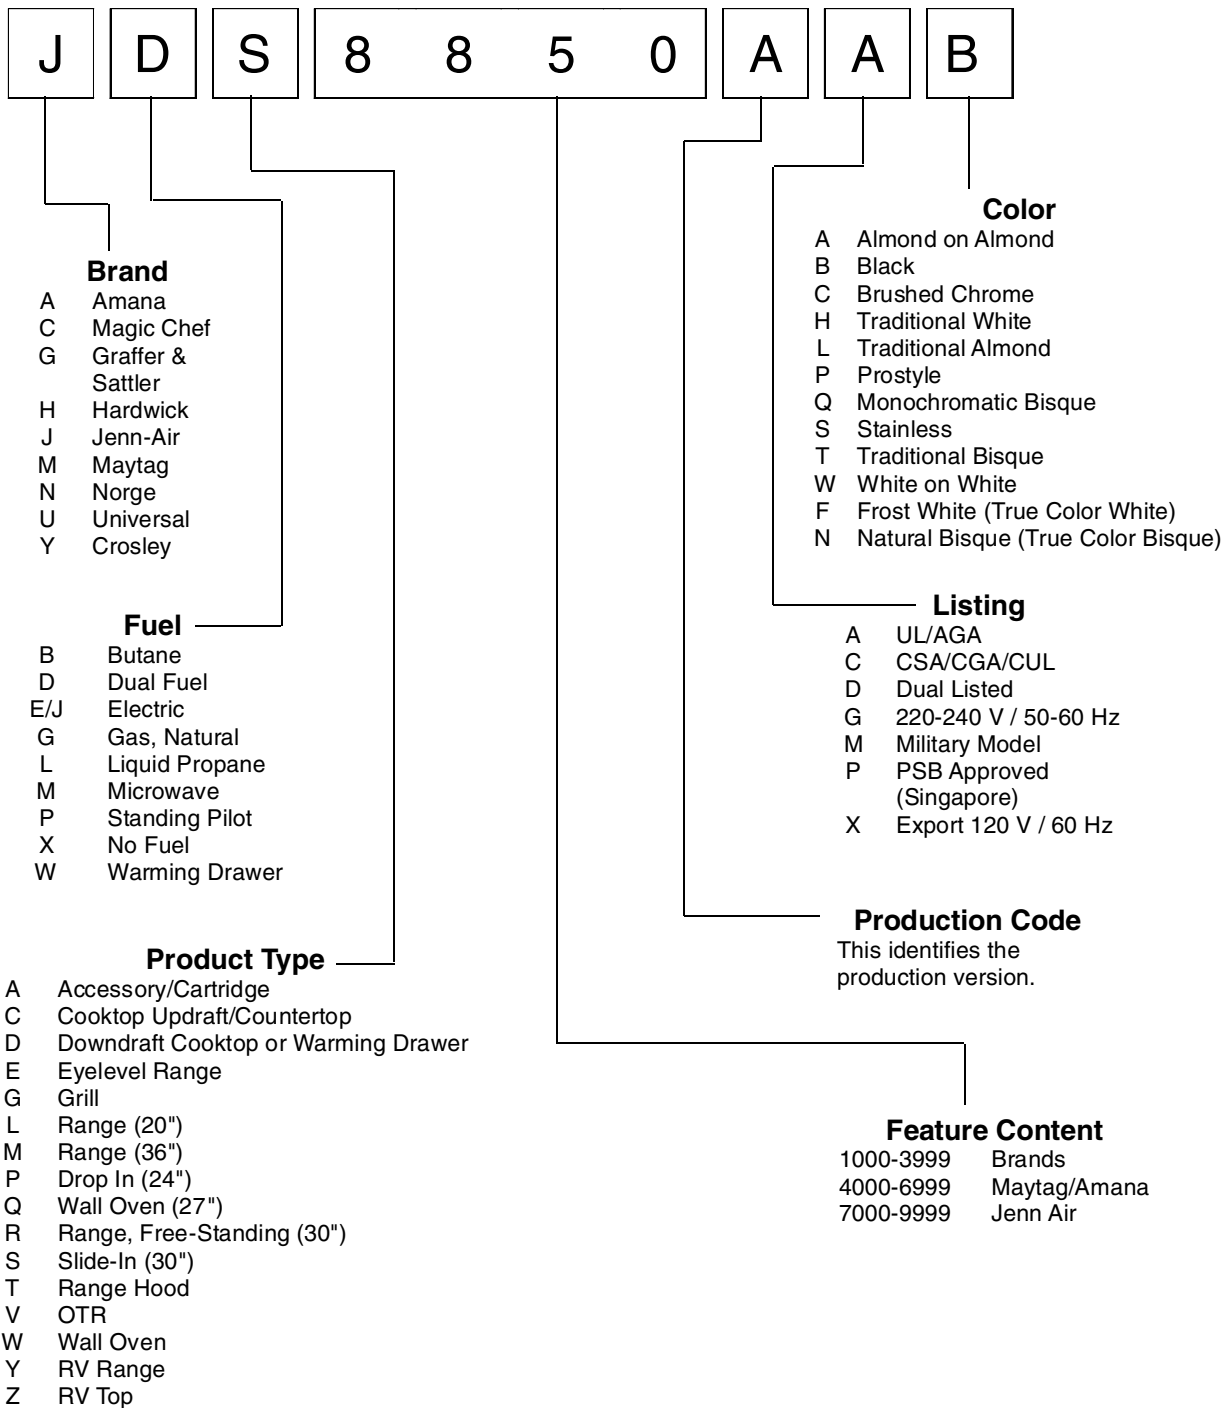 J D S 8 8 5 0 A A B
Brand
A Amana
C Magic Chef
G Graffer &
Sattler
H Hardwick
J Jenn-Air
M Maytag
N Norge
U Universal
Y Crosley
Fuel
B Butane
D Dual Fuel
E/J Electric
G Gas, Natural
L Liquid Propane
M Microwave
P Standing Pilot
X No Fuel
W Warming Drawer
Product Type
A Accessory/Cartridge
C Cooktop Updraft/Countertop
D Downdraft Cooktop or Warming Drawer
E Eyelevel Range
G Grill
L Range (20")
M Range (36")
P Drop In (24")
Q Wall Oven (27")
R Range, Free-Standing (30")
S Slide-In (30")
T Range Hood
V OTR
W Wall Oven
Y RV Range
Z RV Top
Color
A Almond on Almond
B Black
C Brushed Chrome
H Traditional White
L Traditional Almond
P Prostyle
Q Monochromatic Bisque
S Stainless
T Traditional Bisque
W White on White
F Frost White (True Color White)
N Natural Bisque (True Color Bisque)
Listing
A UL/AGA
C CSA/CGA/CUL
D Dual Listed
G 220-240 V / 50-60 Hz
M Military Model
P PSB Approved
(Singapore)
X Export 120 V / 60 Hz
Production Code
This identifies the
production version.
Feature Content
1000-3999 Brands
4000-6999 Maytag/Amana
7000-9999 Jenn Air